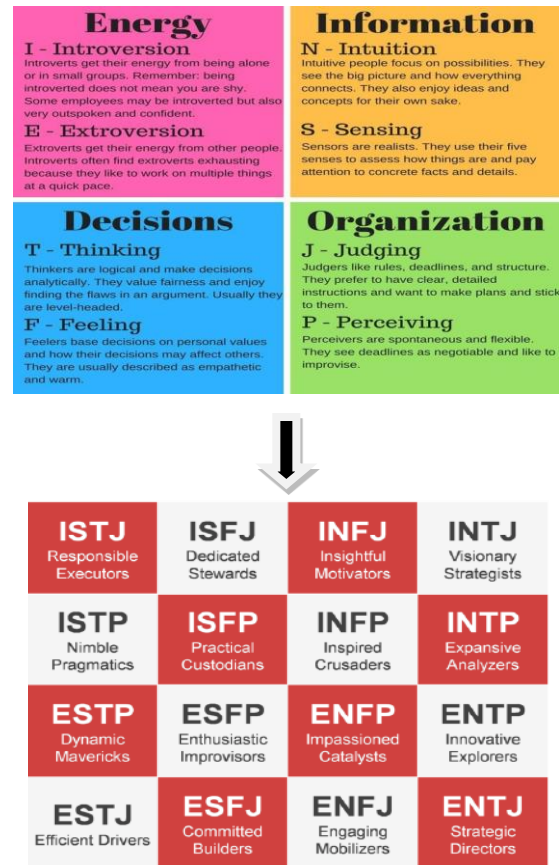 Energy
I - Introversion
Introverts get their energy from being alone
or in small groups. Remember: being
introverted does not mean you are shy.
Some employees may be introverted but also
very outspoken and confident.
E - Extroversion
Extroverts get their energy from other people.
Introverts often find extroverts exhausting
because they like to work on multiple things
at a quick pace.
Information
N - Intuition
Intuitive people focus on possibilities. They
see the big picture and how everything
connects. They also enjoy ideas and
concepts for their own sake.
S - Sensing
Sensors are realists. They use their five
senses to assess how things are and pay
attention to concrete facts and details.
Decisions
T - Thinking
Thinkers are logical and make decisions
analytically. They value fairness and enjoy
finding the flaws in an argument. Usually they
are level-headed.
F - Feeling
Feelers base decisions on personal values
and how their decisions may affect others.
They are usually described as empathetic
and warm.
Organization
J - Judging
Judgers like rules, deadlines, and structure.
They prefer to have clear, detailed
instructions and want to make plans and stick
to them.
P - Perceiving
Perceivers are spontaneous and flexible.
They see deadlines as negotiable and like to
improvise.
ISTJ
Responsible
Executors
ISFJ
Dedicated
Stewards
INFJ
Insightful
Motivators
INTJ
Visionary
Strategists
ISTP
Nimble
Pragmatics
ISFP
Practical
Custodians
INFP
Inspired
Crusaders
INTP
Expansive
Analyzers
ESTP
Dynamic
Mavericks
ESFP
Enthusiastic
Improvisors
ENFP
Impassioned
Catalysts
ENTP
Innovative
Explorers
ESTJ
Efficient Drivers
ESFJ
Committed
Builders
ENFJ
Engaging
Mobilizers
ENTJ
Strategic
Directors